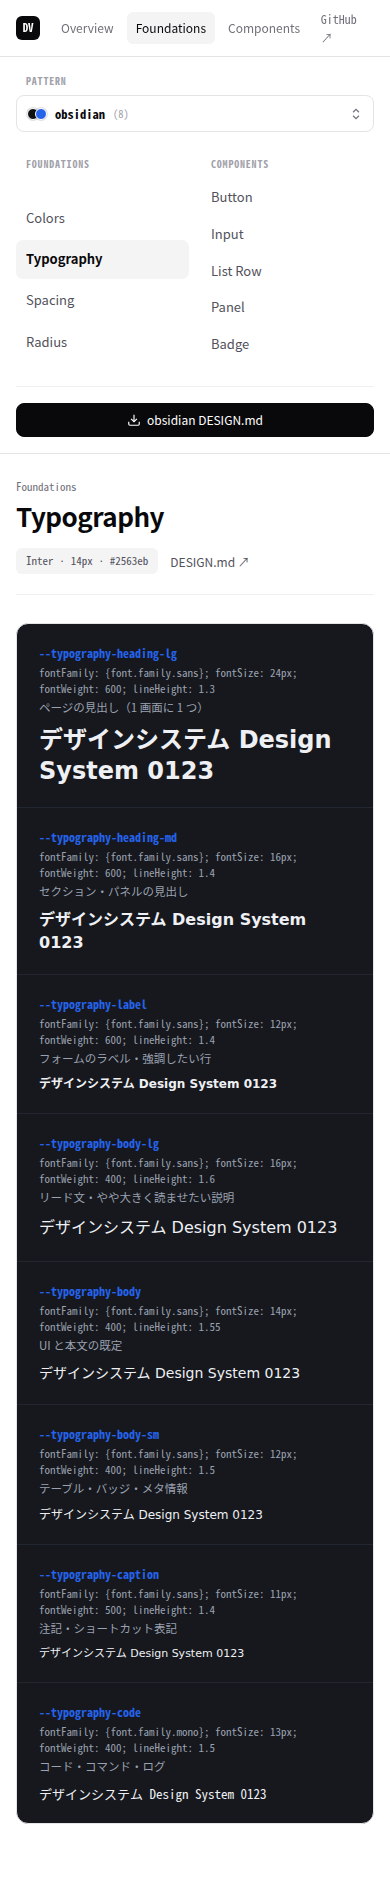 DV Overview Foundations Components GitHub ↗
PATTERN
obsidian (8)
FOUNDATIONS
Colors
Typography
Spacing
Radius
COMPONENTS
Button
Input
List Row
Panel
Badge
obsidian DESIGN.md
Foundations
Typography
Inter · 14px · #2563eb DESIGN.md ↗
--typography-heading-lg
fontFamily: {font.family.sans}; fontSize: 24px;
fontWeight: 600; lineHeight: 1.3
ページの見出し（1 画面に 1 つ）
デザインシステム Design
System 0123
--typography-heading-md
fontFamily: {font.family.sans}; fontSize: 16px;
fontWeight: 600; lineHeight: 1.4
セクション・パネルの見出し
デザインシステム Design System
0123
--typography-label
fontFamily: {font.family.sans}; fontSize: 12px;
fontWeight: 600; lineHeight: 1.4
フォームのラベル・強調したい行
デザインシステム Design System 0123
--typography-body-lg
fontFamily: {font.family.sans}; fontSize: 16px;
fontWeight: 400; lineHeight: 1.6
リード文・やや大きく読ませたい説明
デザインシステム Design System 0123
--typography-body
fontFamily: {font.family.sans}; fontSize: 14px;
fontWeight: 400; lineHeight: 1.55
UI と本文の既定
デザインシステム Design System 0123
--typography-body-sm
fontFamily: {font.family.sans}; fontSize: 12px;
fontWeight: 400; lineHeight: 1.5
テーブル・バッジ・メタ情報
デザインシステム Design System 0123
--typography-caption
fontFamily: {font.family.sans}; fontSize: 11px;
fontWeight: 500; lineHeight: 1.4
注記・ショートカット表記
デザインシステム Design System 0123
--typography-code
fontFamily: {font.family.mono}; fontSize: 13px;
fontWeight: 400; lineHeight: 1.5
コード・コマンド・ログ
デザインシステム Design System 0123